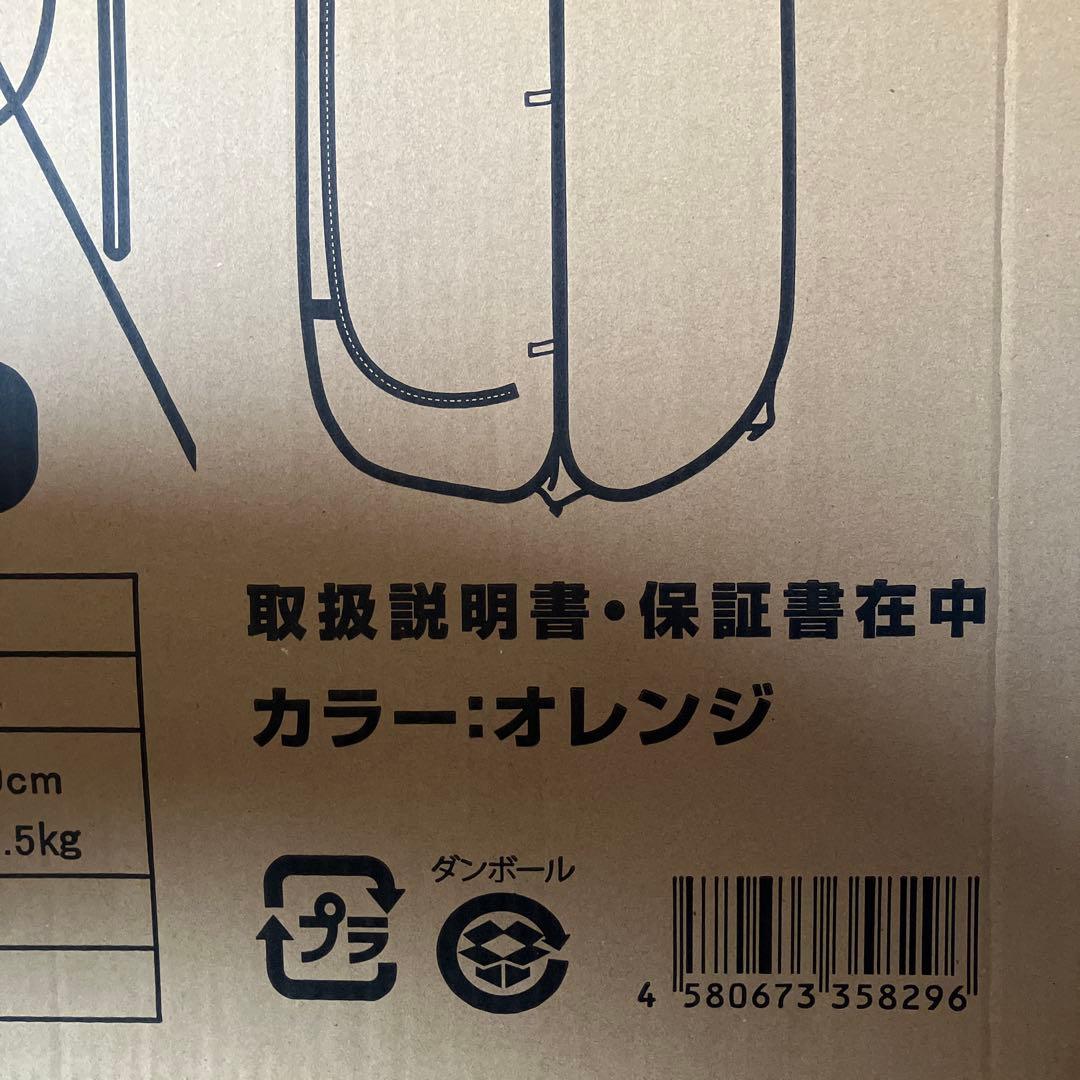 取扱説明書・保証書在中
カラー:オレンジ
cm
.5kg
プラ
ダンボール
4 580673 358296